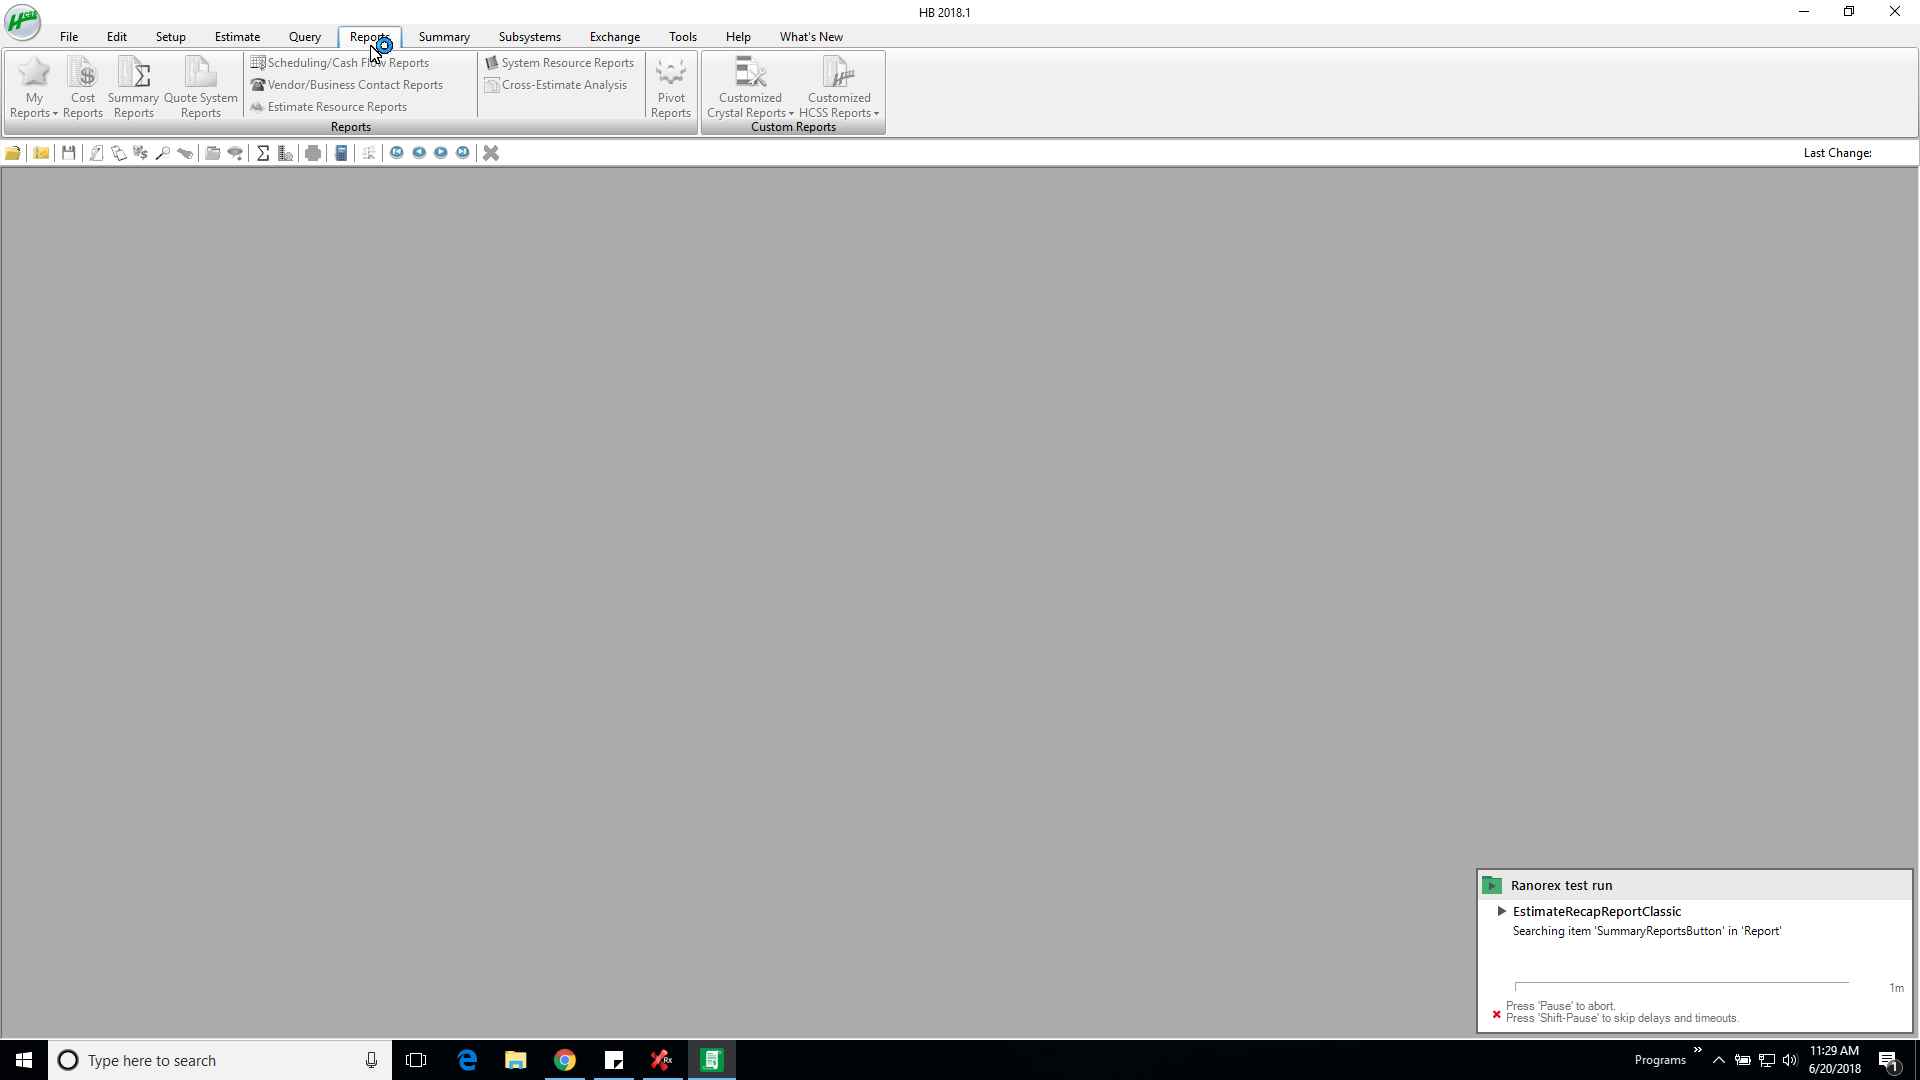 HB 2018.1
HCSS
File Edit Setup Estimate Query Reports Summary Subsystems Exchange Tools Help What's New
My Reports
Cost Reports
Summary Reports
Quote System Reports
Scheduling/Cash Flow Reports
Vendor/Business Contact Reports
Estimate Resource Reports
System Resource Reports
Cross-Estimate Analysis
Pivot Reports
Reports
Customized Crystal Reports
Customized HCSS Reports
Custom Reports
Last Change:
Ranorex test run
EstimateRecapReportClassic
Searching item 'SummaryReportsButton' in 'Report'
1m
Press 'Pause' to abort.
Press 'Shift-Pause' to skip delays and timeouts.
Type here to search
Rx
Programs
11:29 AM
6/20/2018
1